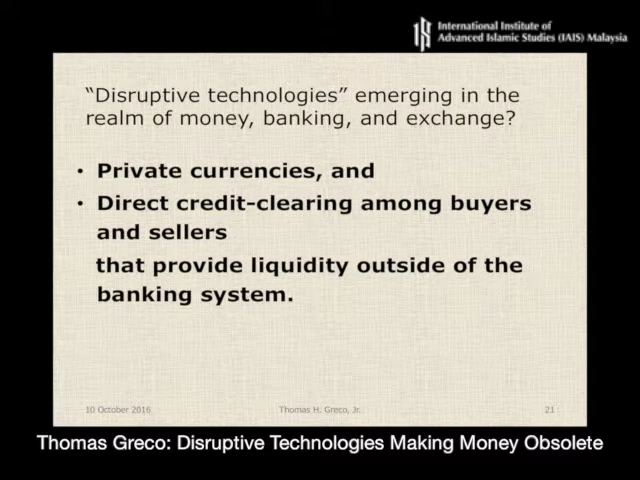 International Institute of
Advanced Islamic Studies (IAIS) Malaysia
“Disruptive technologies” emerging in the
realm of money, banking, and exchange?
• Private currencies, and
• Direct credit-clearing among buyers
and sellers
that provide liquidity outside of the
banking system.
10 October 2016
Thomas H. Greco, Jr.
21
Thomas Greco: Disruptive Technologies Making Money Obsolete